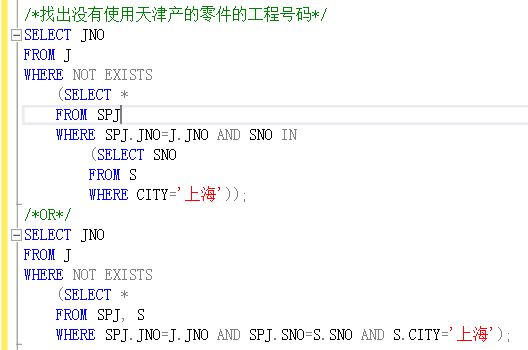 /*找出没有使用天津产的零件的工程号码*/
SELECT JNO
FROM J
WHERE NOT EXISTS
(SELECT *
FROM SPJ
WHERE SPJ.JNO=J.JNO AND SNO IN
(SELECT SNO
FROM S
WHERE CITY='上海'));
/*OR*/
SELECT JNO
FROM J
WHERE NOT EXISTS
(SELECT *
FROM SPJ, S
WHERE SPJ.JNO=J.JNO AND SPJ.SNO=S.SNO AND S.CITY='上海');